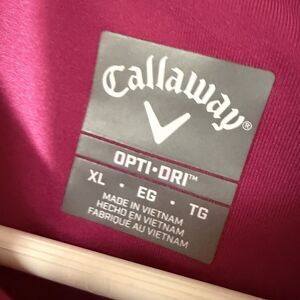 Callaway®
OPTI•DRI™
XL • EG • TG
MADE IN VIETNAM
HECHO EN VIETNAM
FABRIQUÉ AU VIETNAM